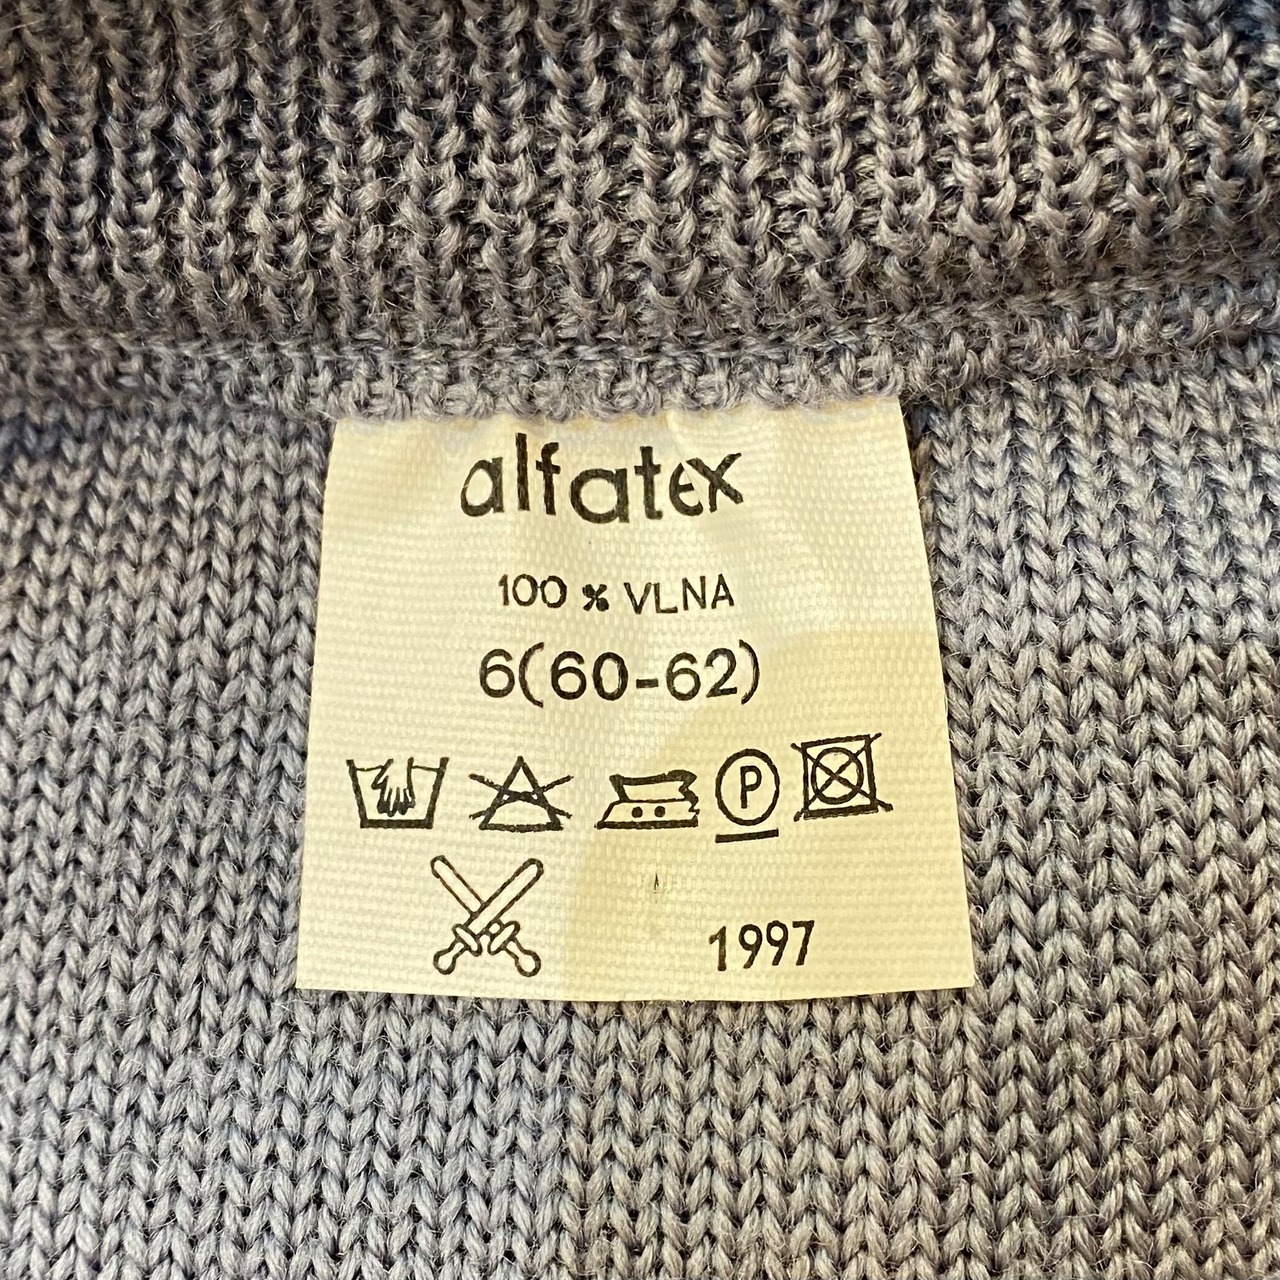 alfatex
100 % VLNA
6(60-62)
P
1997